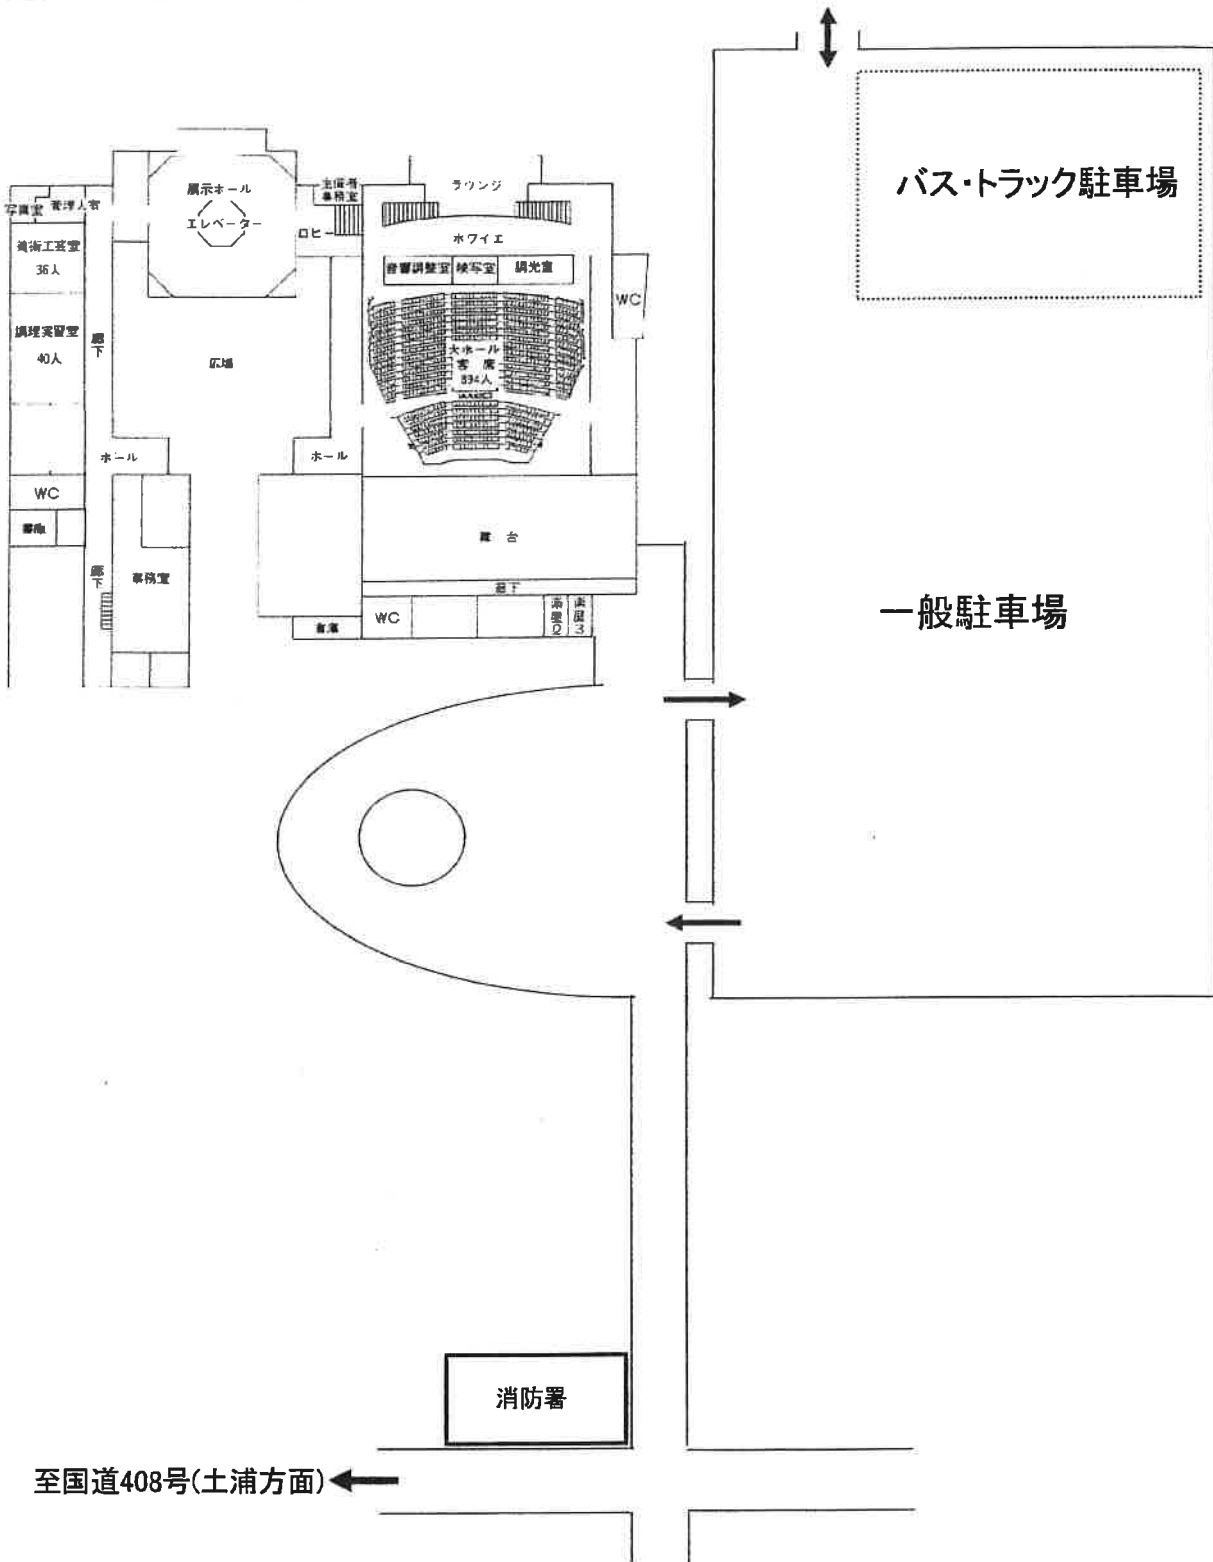 バス・トラック駐車場
ラウンジ
主催者
事務室
展示ホール
エレベーター
ロビー
写真室
管理人室
美術工芸室
36人
ホワイエ
音響調整室
映写室
調光室
WC
調理実習室
40人
廊下
広場
大ホール
客席
894人
ホール
ホール
WC
舞台
廊下
事務室
廊下
WC
倉庫
楽屋2
楽屋3
一般駐車場
消防署
至国道408号(土浦方面)